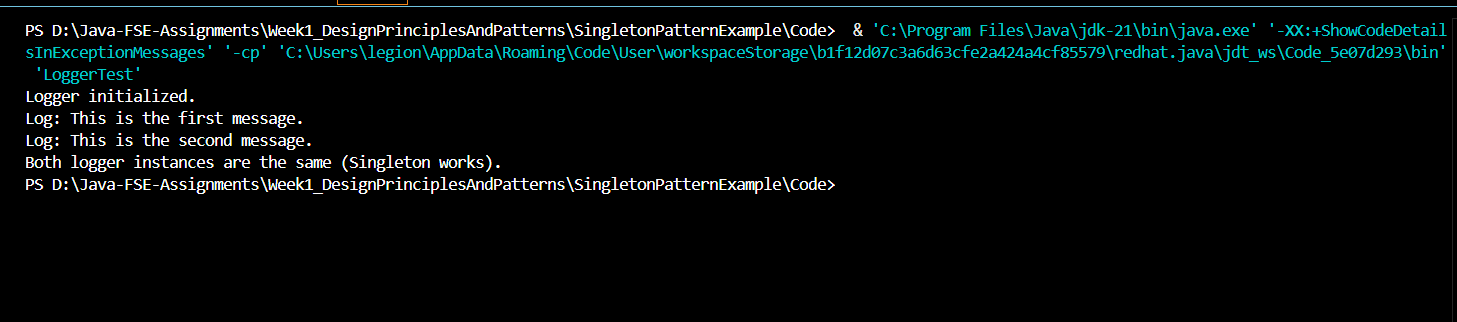 PS D:\Java-FSE-Assignments\Week1_DesignPrinciplesAndPatterns\SingletonPatternExample\Code>  & 'C:\Program Files\Java\jdk-21\bin\java.exe' '-XX:+ShowCodeDetail
sInExceptionMessages' '-cp' 'C:\Users\legion\AppData\Roaming\Code\User\workspaceStorage\b1f12d07c3a6d63cfe2a424a4cf85579\redhat.java\jdt_ws\Code_5e07d293\bin'
 'LoggerTest'
Logger initialized.
Log: This is the first message.
Log: This is the second message.
Both logger instances are the same (Singleton works).
PS D:\Java-FSE-Assignments\Week1_DesignPrinciplesAndPatterns\SingletonPatternExample\Code>